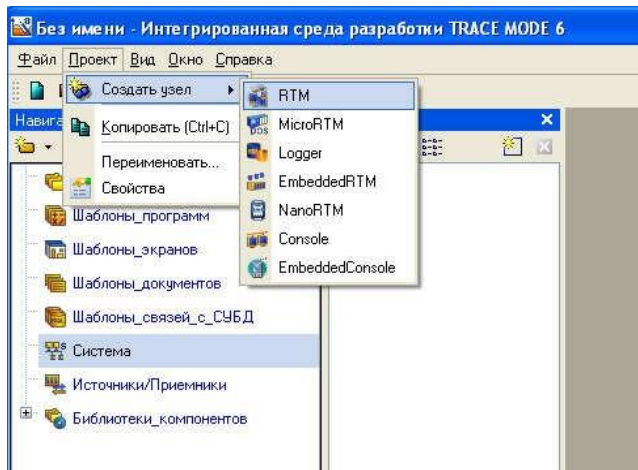 Без имени - Интегрированная среда разработки TRACE MODE 6
Файл Проект Вид Окно Справка
Создать узел
Копировать (Ctrl+C)
Переименовать...
Свойства
RTM
MicroRTM
Logger
EmbeddedRTM
NanoRTM
Console
EmbeddedConsole
Навига
Шаблоны_программ
Шаблоны_экранов
Шаблоны_документов
Шаблоны_связей_с_СУБД
Система
Источники/Приемники
Библиотеки_компонентов